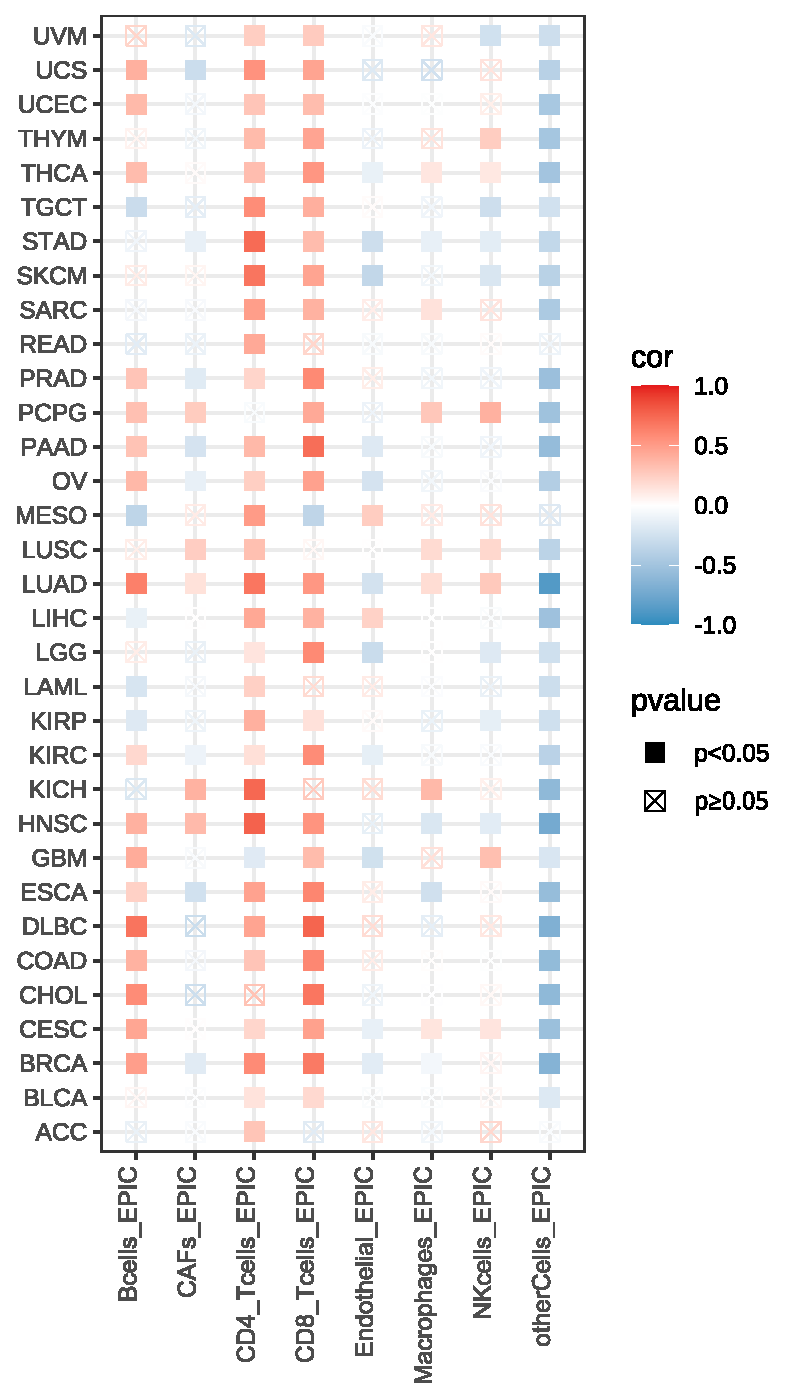 UVM
UCS
UCEC
THYM
THCA
TGCT
STAD
SKCM
SARC
READ
PRAD
PCPG
PAAD
OV
MESO
LUSC
LUAD
LIHC
LGG
LAML
KIRP
KIRC
KICH
HNSC
GBM
ESCA
DLBC
COAD
CHOL
CESC
BRCA
BLCA
ACC
Bcells_EPIC
CAFs_EPIC
CD4_Tcells_EPIC
CD8_Tcells_EPIC
Endothelial_EPIC
Macrophages_EPIC
NKcells_EPIC
otherCells_EPIC
cor
1.0
0.5
0.0
-0.5
-1.0
pvalue
p<0.05
p≥0.05